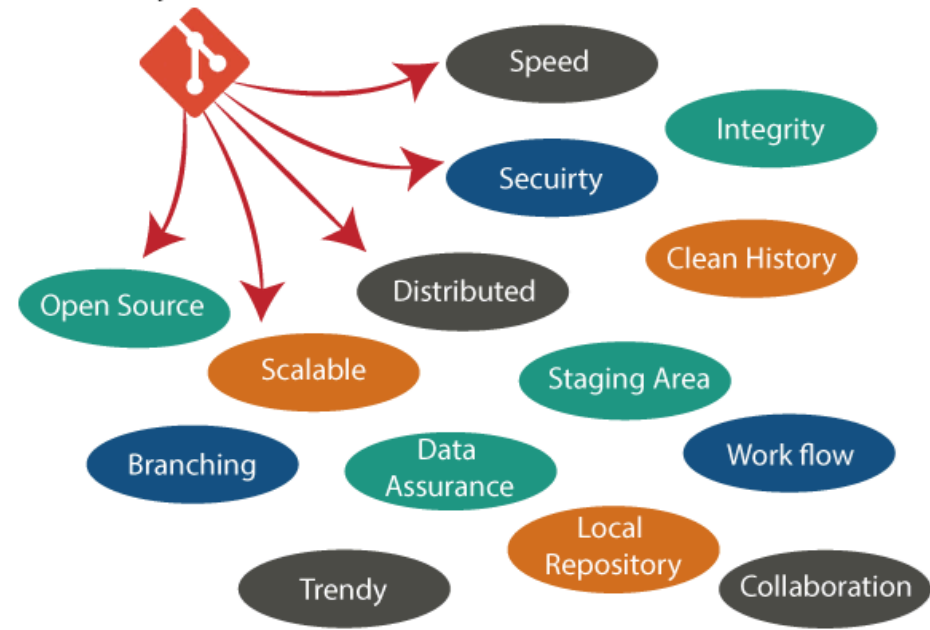 Speed
Integrity
Secuirty
Clean History
Distributed
Open Source
Scalable
Staging Area
Branching
Data
Assurance
Work flow
Local
Repository
Trendy
Collaboration